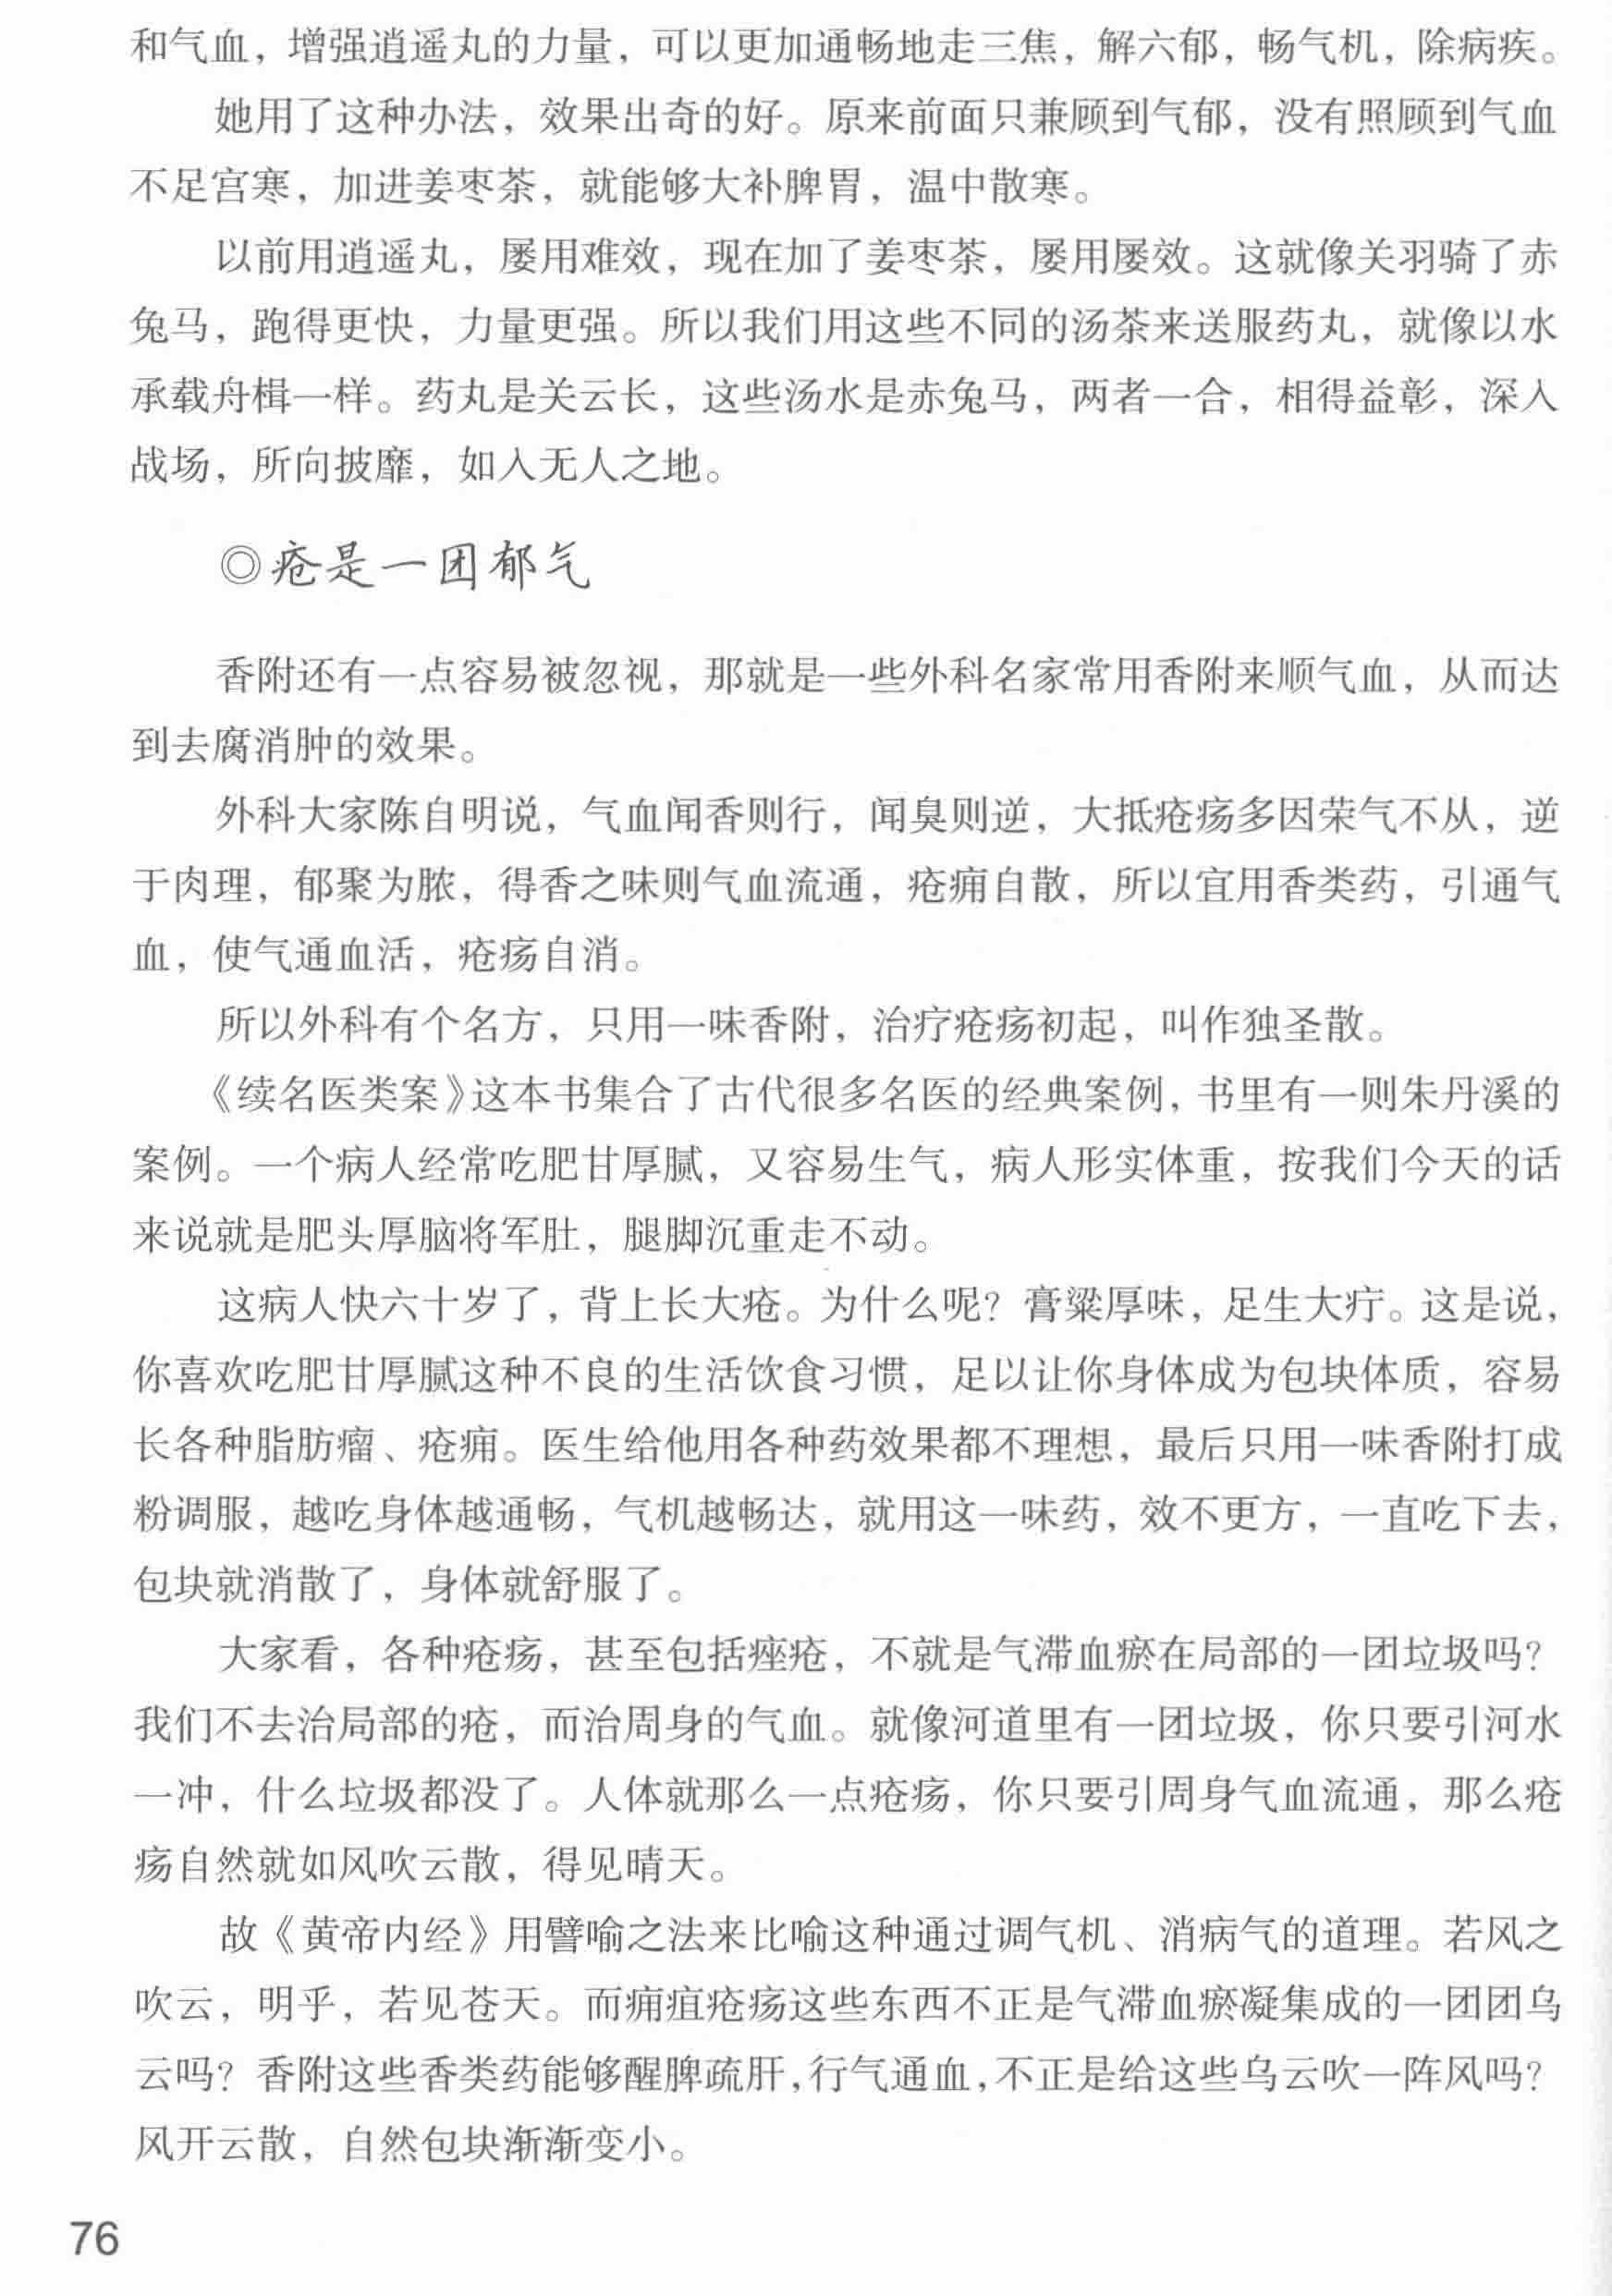 和气血，增强逍遥丸的力量，可以更加通畅地走三焦，解六郁，畅气机，除病疾。
她用了这种办法，效果出奇的好。原来前面只兼顾到气郁，没有照顾到气血
不足宫寒，加进姜枣茶，就能够大补脾胃，温中散寒。
以前用逍遥丸，屡用难效，现在加了姜枣茶，屡用屡效。这就像关羽骑了赤
兔马，跑得更快，力量更强。所以我们用这些不同的汤茶来送服药丸，就像以水
承载舟楫一样。药丸是关云长，这些汤水是赤兔马，两者一合，相得益彰，深入
战场，所向披靡，如入无人之地。
◎疮是一团郁气
香附还有一点容易被忽视，那就是一些外科名家常用香附来顺气血，从而达
到去腐消肿的效果。
外科大家陈自明说，气血闻香则行，闻臭则逆，大抵疮疡多因荣气不从，逆
于肉理，郁聚为脓，得香之味则气血流通，疮痈自散，所以宜用香类药，引通气
血，使气通血活，疮疡自消。
所以外科有个名方，只用一味香附，治疗疮疡初起，叫作独圣散。
《续名医类案》这本书集合了古代很多名医的经典案例，书里有一则朱丹溪的
案例。一个病人经常吃肥甘厚腻，又容易生气，病人形实体重，按我们今天的话
来说就是肥头厚脑将军肚，腿脚沉重走不动。
这病人快六十岁了，背上长大疮。为什么呢？膏粱厚味，足生大疔。这是说，
你喜欢吃肥甘厚腻这种不良的生活饮食习惯，足以让你身体成为包块体质，容易
长各种脂肪瘤、疮痈。医生给他用各种药效果都不理想，最后只用一味香附打成
粉调服，越吃身体越通畅，气机越畅达，就用这一味药，效不更方，一直吃下去，
包块就消散了，身体就舒服了。
大家看，各种疮疡，甚至包括痤疮，不就是气滞血瘀在局部的一团垃圾吗？
我们不去治局部的疮，而治周身的气血。就像河道里有一团垃圾，你只要引河水
一冲，什么垃圾都没了。人体就那么一点疮疡，你只要引周身气血流通，那么疮
疡自然就如风吹云散，得见晴天。
故《黄帝内经》用譬喻之法来比喻这种通过调气机、消病气的道理。若风之
吹云，明乎，若见苍天。而痈疽疮疡这些东西不正是气滞血瘀凝集成的一团团乌
云吗？香附这些香类药能够醒脾疏肝，行气通血，不正是给这些乌云吹一阵风吗？
风开云散，自然包块渐渐变小。
76